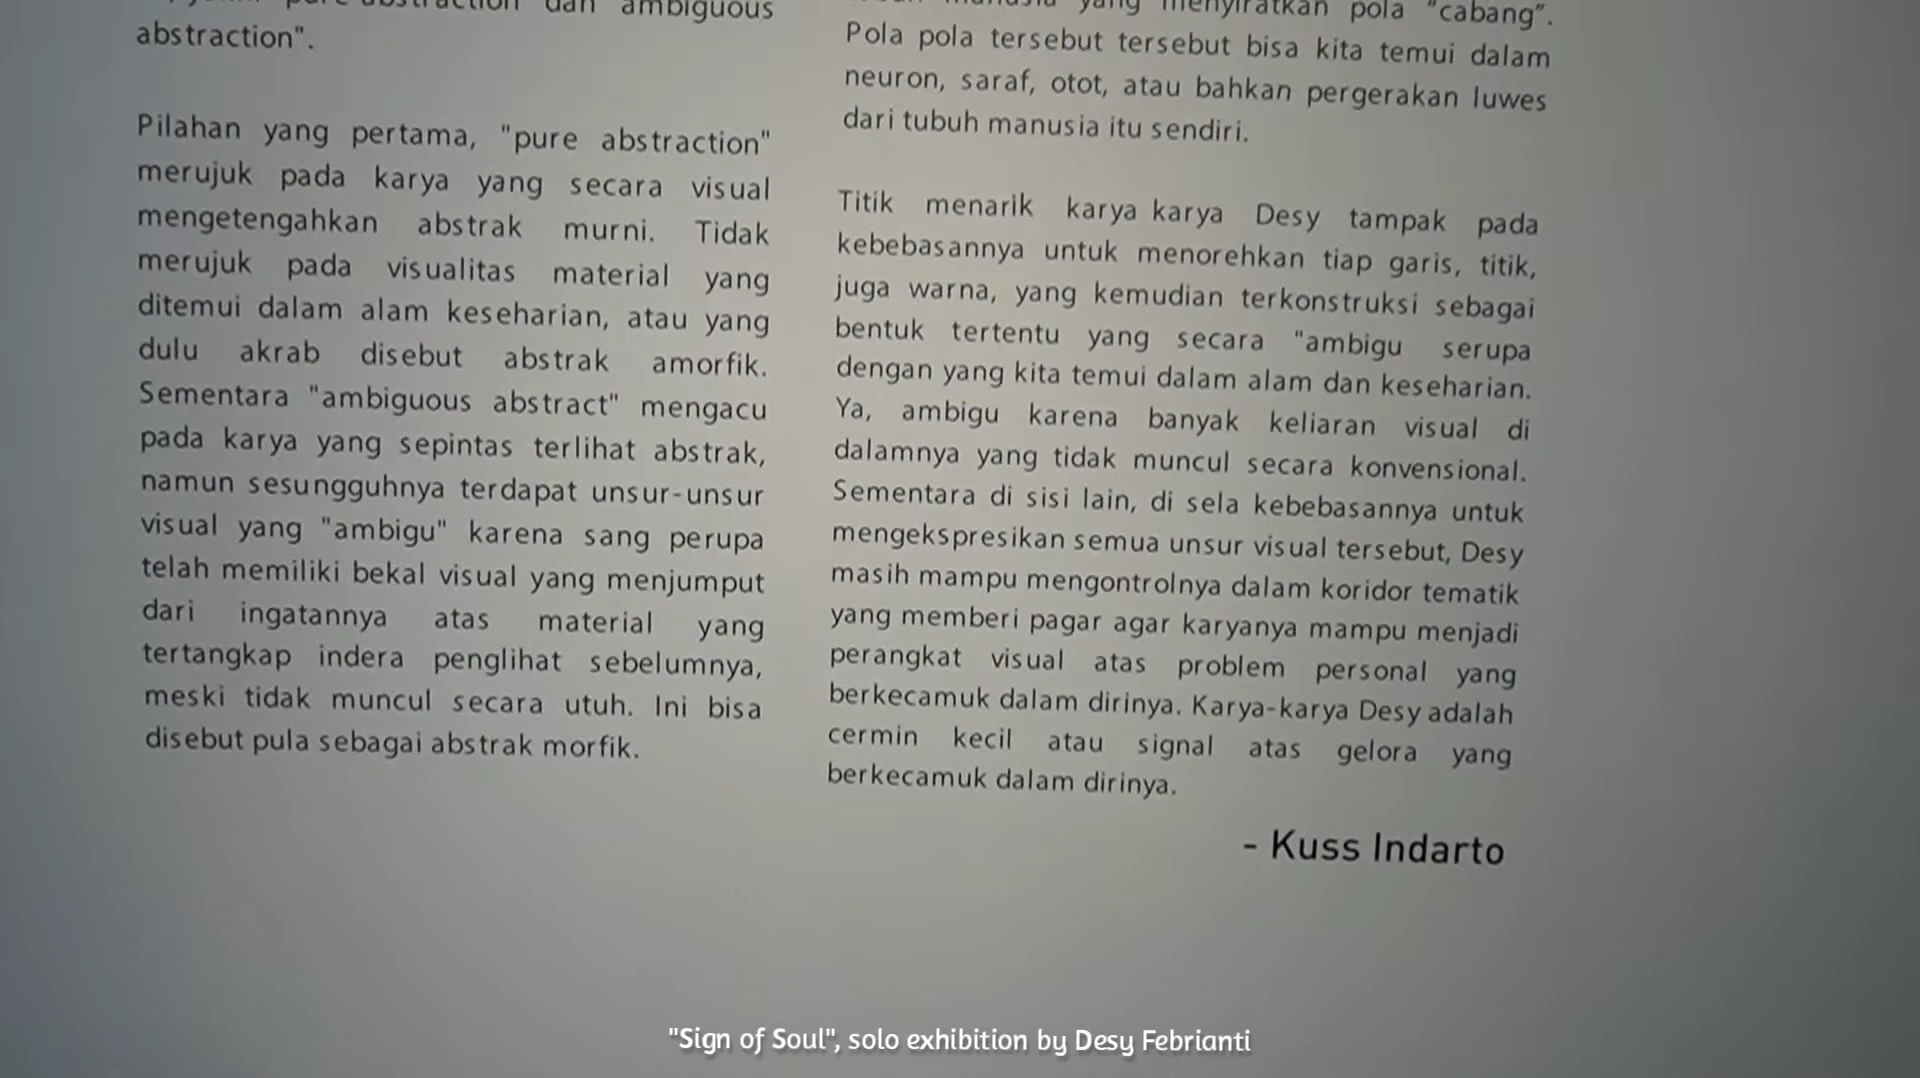 pure abstraction dan ambiguous
abstraction".
Pilahan yang pertama, "pure abstraction"
merujuk pada karya yang secara visual
mengetengahkan abstrak murni. Tidak
merujuk pada visualitas material yang
ditemui dalam alam keseharian, atau yang
dulu akrab disebut abstrak amorfik.
Sementara "ambiguous abstract" mengacu
pada karya yang sepintas terlihat abstrak,
namun sesungguhnya terdapat unsur-unsur
visual yang "ambigu" karena sang perupa
telah memiliki bekal visual yang menjumput
dari ingatannya atas material yang
tertangkap indera penglihat sebelumnya,
meski tidak muncul secara utuh. Ini bisa
disebut pula sebagai abstrak morfik.
manusia yang menyiratkan pola "cabang".
Pola pola tersebut tersebut bisa kita temui dalam
neuron, saraf, otot, atau bahkan pergerakan luwes
dari tubuh manusia itu sendiri.
Titik menarik karya karya Desy tampak pada
kebebasannya untuk menorehkan tiap garis, titik,
juga warna, yang kemudian terkonstruksi sebagai
bentuk tertentu yang secara "ambigu serupa
dengan yang kita temui dalam alam dan keseharian.
Ya, ambigu karena banyak keliaran visual di
dalamnya yang tidak muncul secara konvensional.
Sementara di sisi lain, di sela kebebasannya untuk
mengekspresikan semua unsur visual tersebut, Desy
masih mampu mengontrolnya dalam koridor tematik
yang memberi pagar agar karyanya mampu menjadi
perangkat visual atas problem personal yang
berkecamuk dalam dirinya. Karya-karya Desy adalah
cermin kecil atau signal atas gelora yang
berkecamuk dalam dirinya.
- Kuss Indarto
"Sign of Soul", solo exhibition by Desy Febrianti